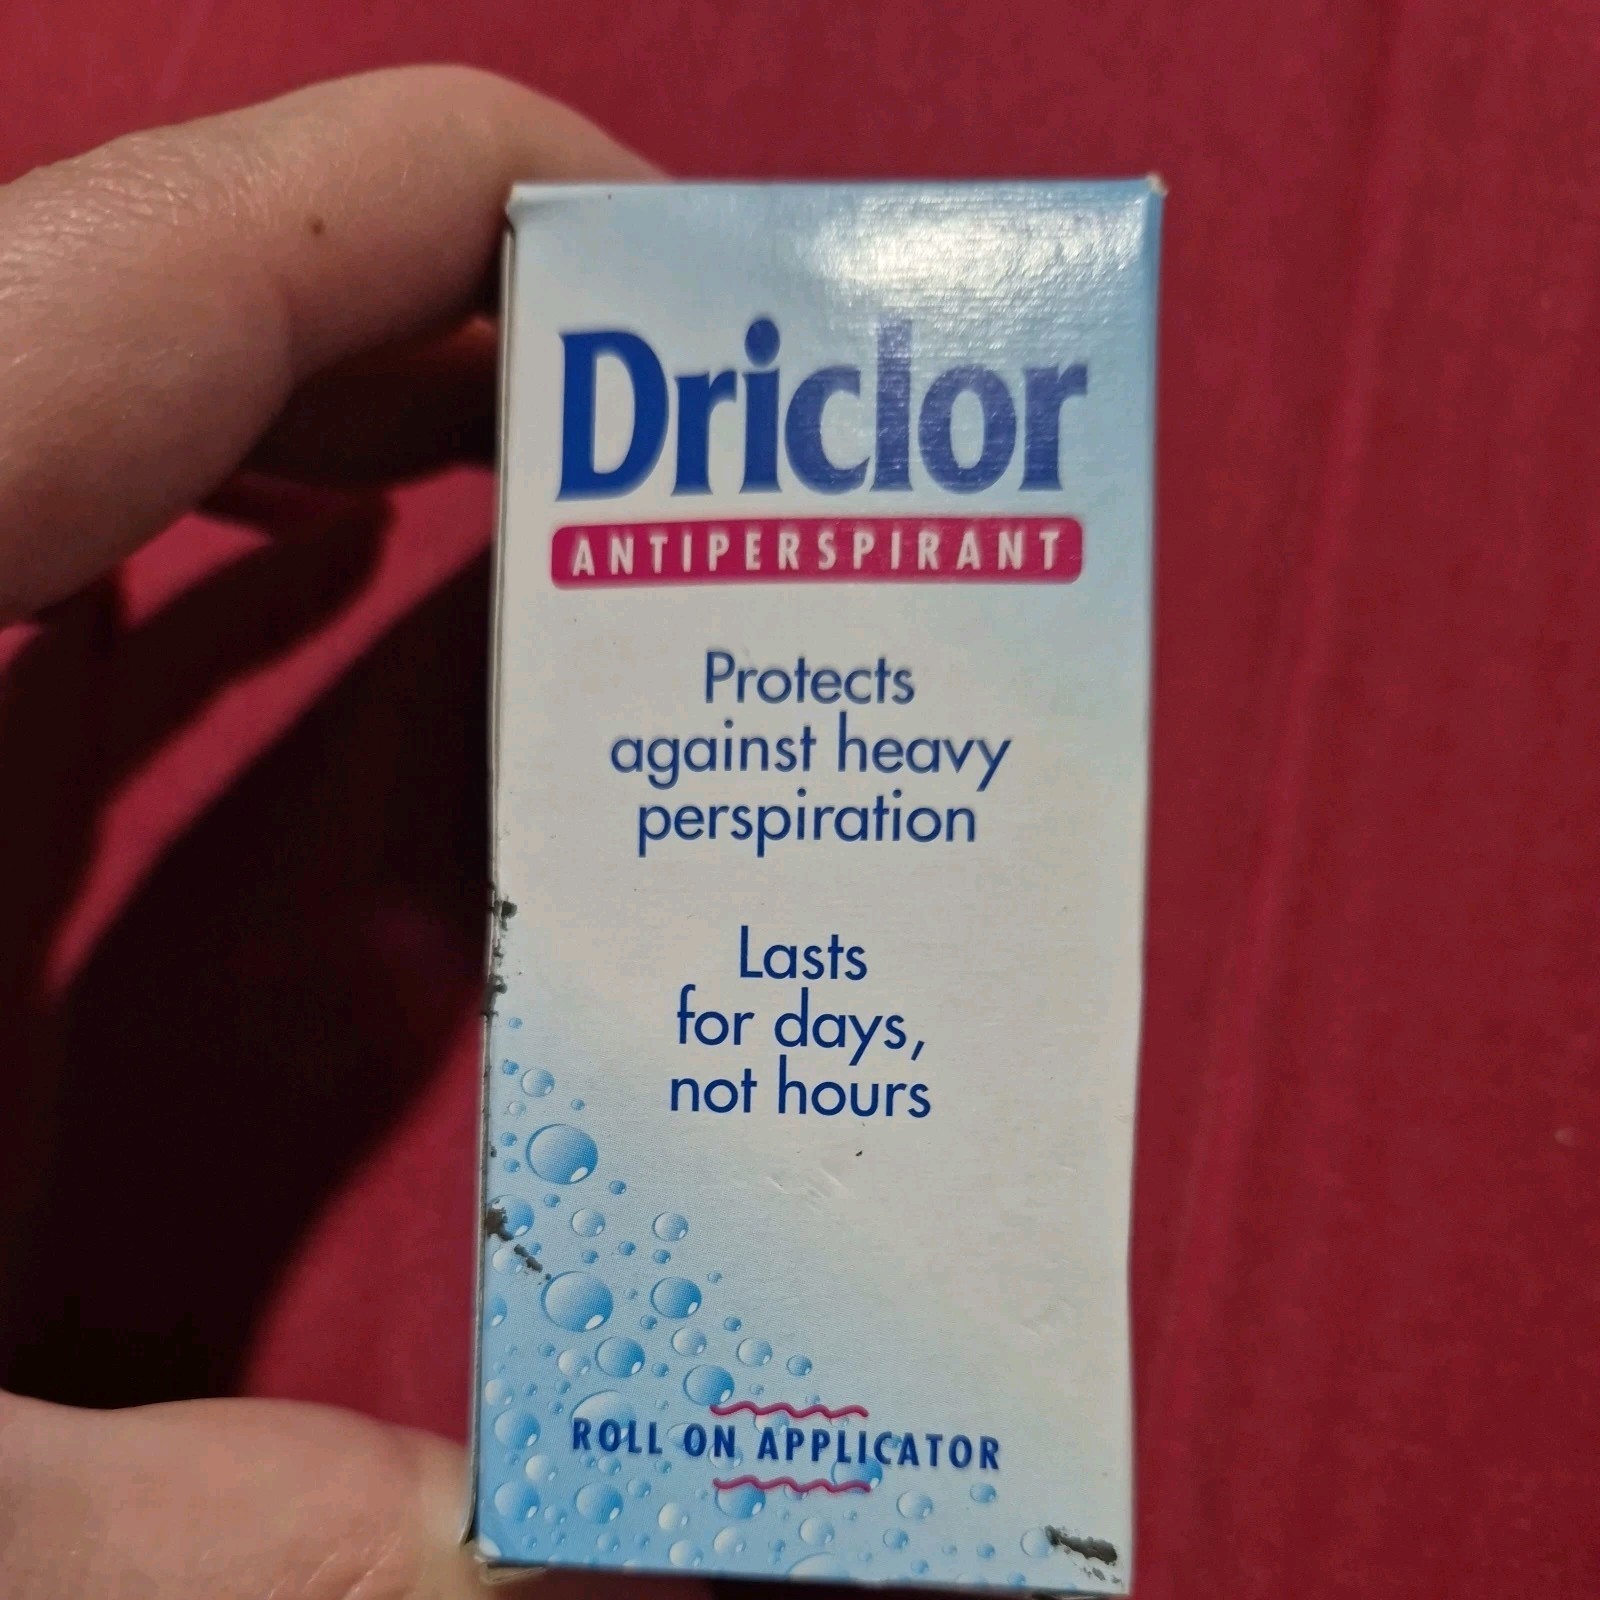 Driclor
ANTIPERSPIRANT
Protects
against heavy
perspiration
Lasts
for days,
not hours
ROLL ON APPLICATOR